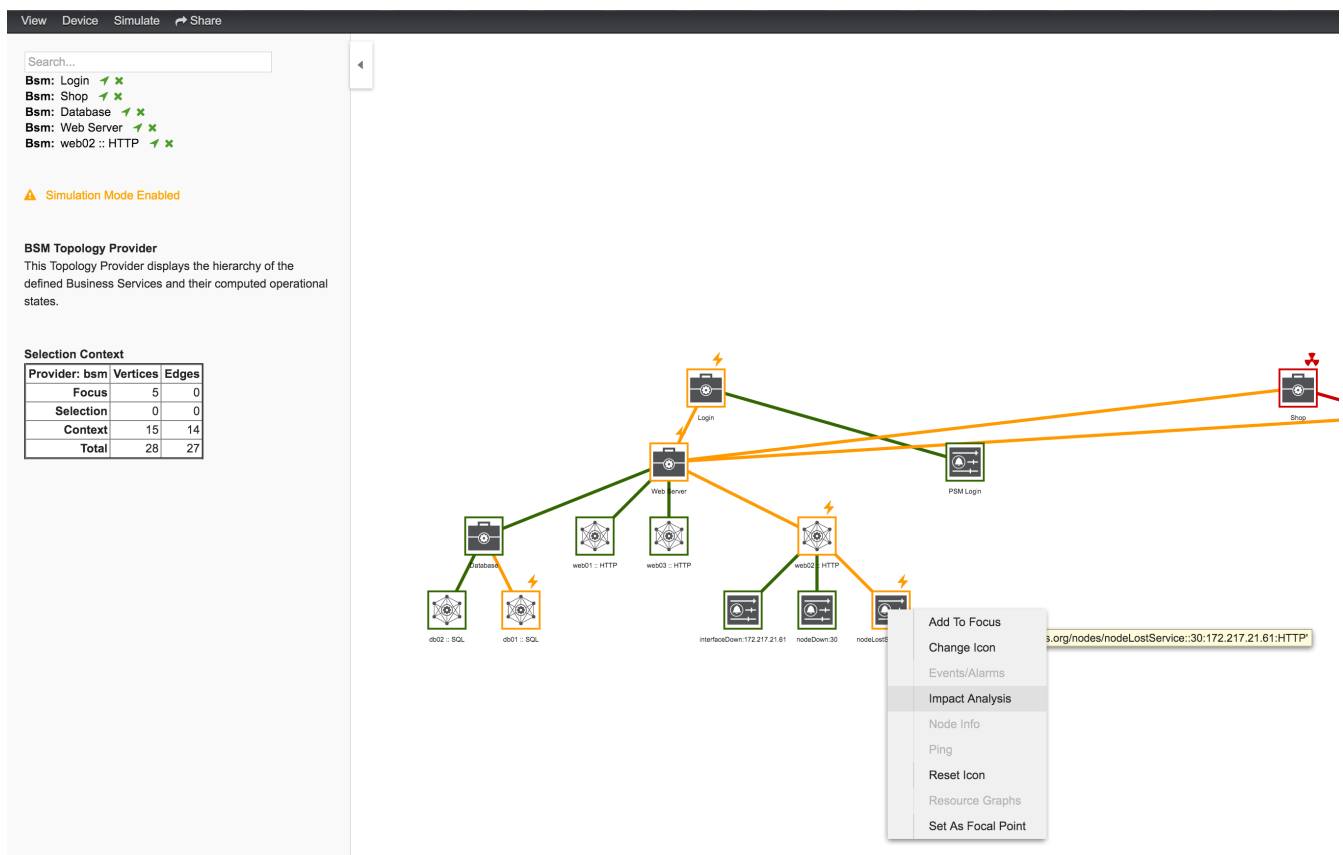 View Device Simulate Share
Search...
Bsm: Login
Bsm: Shop
Bsm: Database
Bsm: Web Server
Bsm: web02 :: HTTP
Simulation Mode Enabled
BSM Topology Provider
This Topology Provider displays the hierarchy of the
defined Business Services and their computed operational
states.
Selection Context
Provider: bsm Vertices Edges
Focus 5 0
Selection 0 0
Context 15 14
Total 28 27
Login
Shop
Web Server
PSM Login
Database
web01 :: HTTP
web03 :: HTTP
web02 :: HTTP
db02 :: SQL
db01 :: SQL
interfaceDown:172.217.21.61
nodeDown:30
nodeLostS
Add To Focus
s.org/nodes/nodeLostService::30:172.217.21.61:HTTP'
Change Icon
Events/Alarms
Impact Analysis
Node Info
Ping
Reset Icon
Resource Graphs
Set As Focal Point